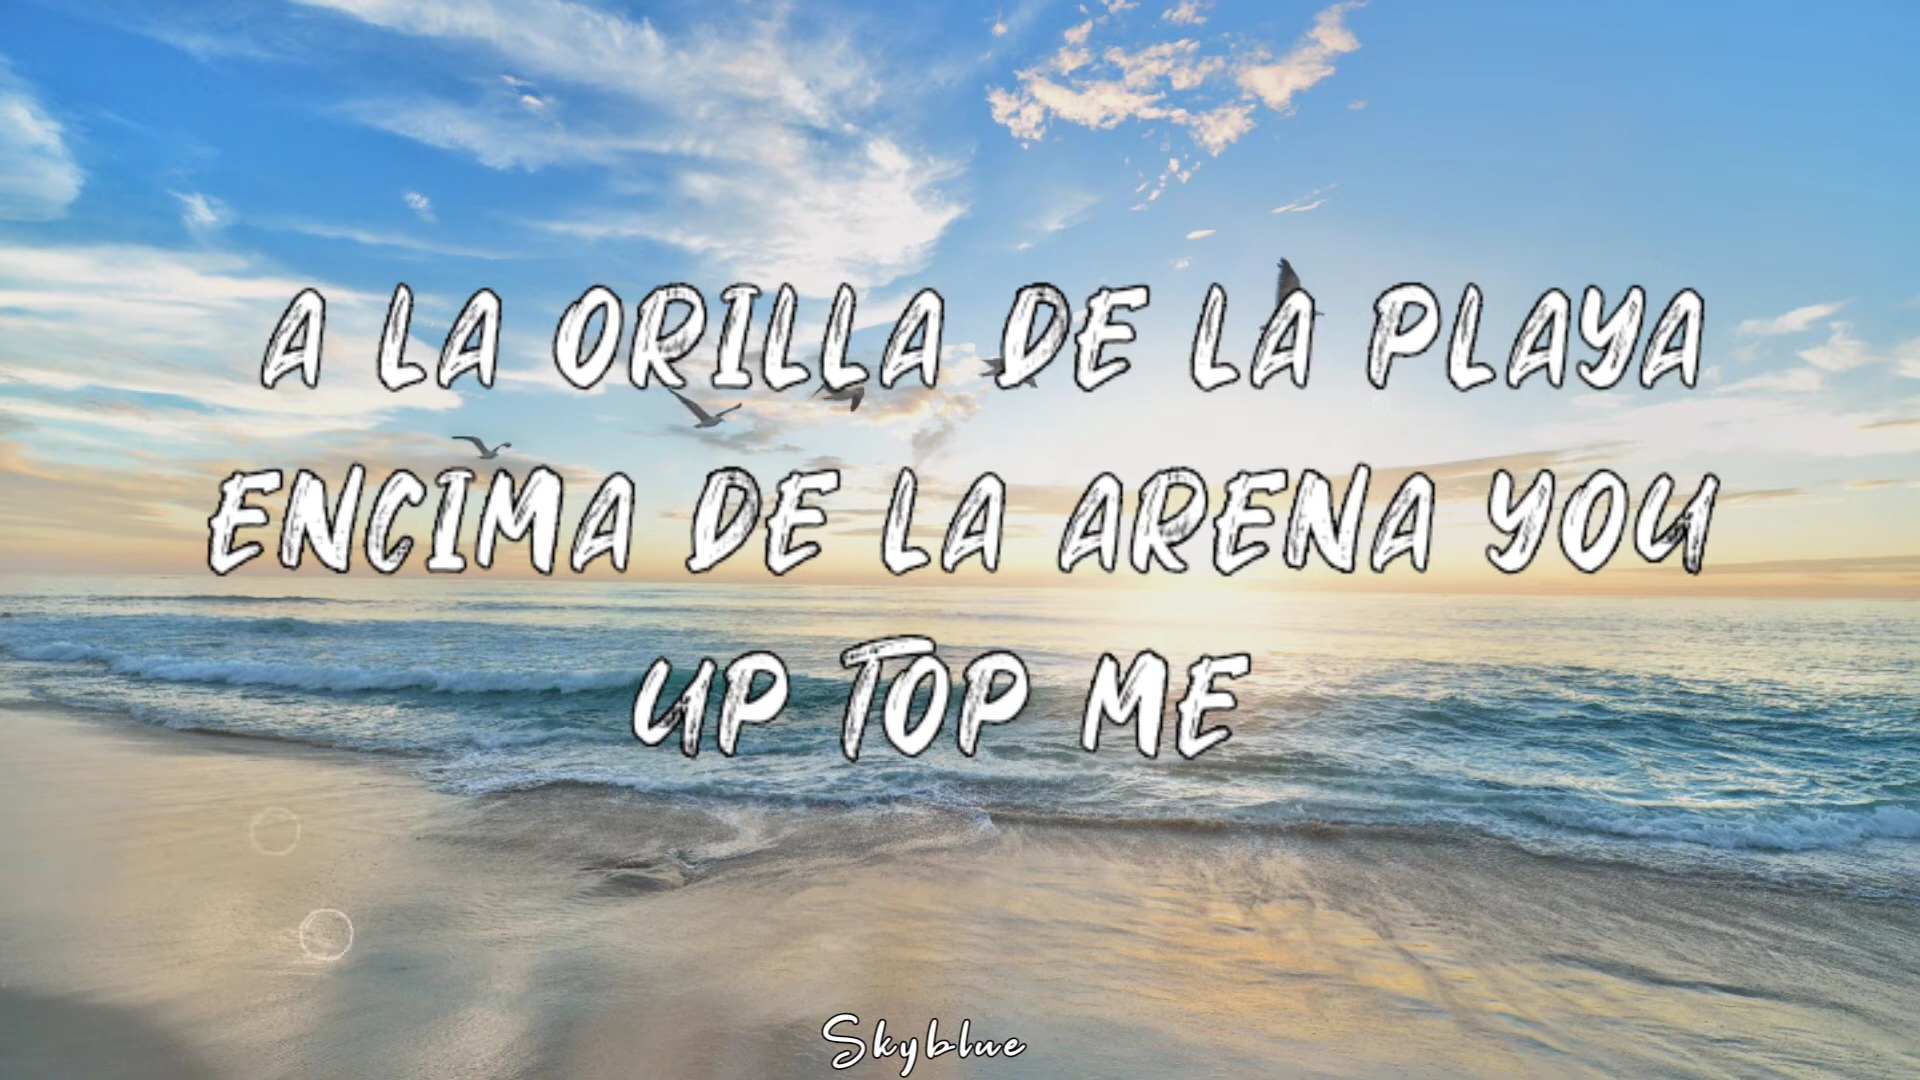 A LA ORILLA DE LA PLAYA
ENCIMA DE LA ARENA YOU
UP TOP ME
Skyblue